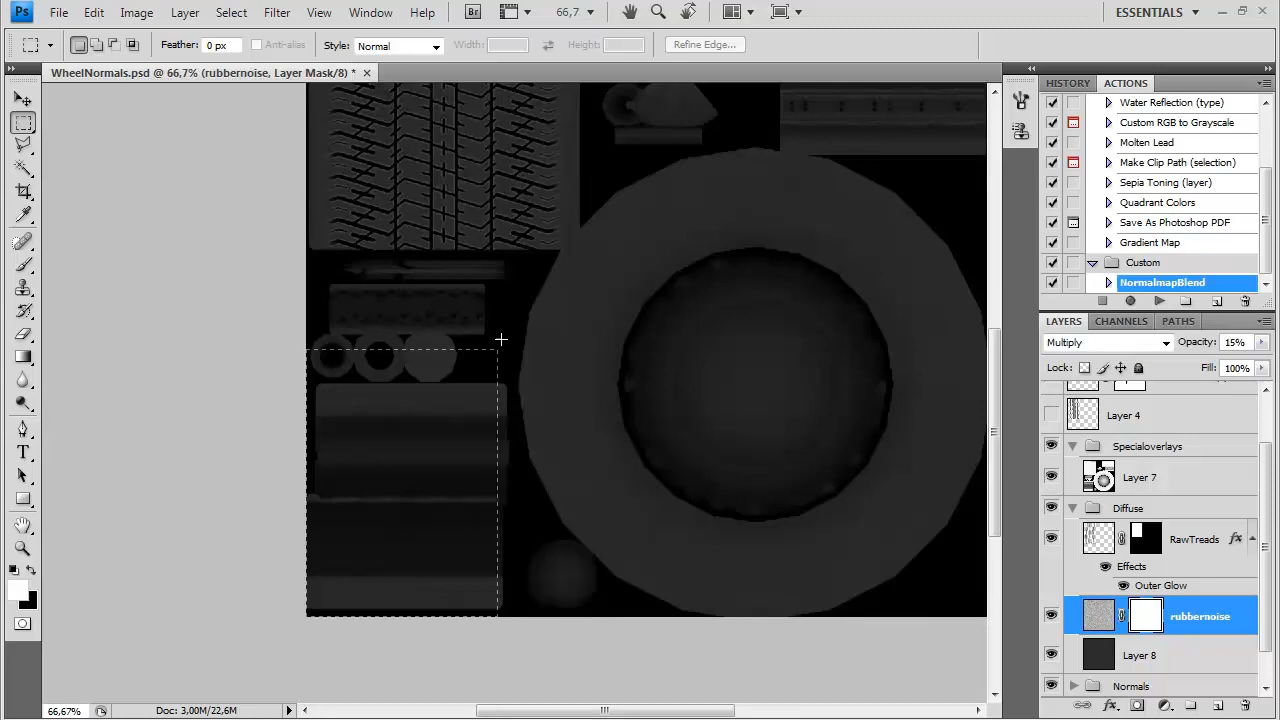 Ps File Edit Image Layer Select Filter View Window Help Br 66,7 ESSENTIALS
Feather: 0 px Anti-alias Style: Normal Width: Height: Refine Edge...
WheelNormals.psd @ 66,7% (rubbernoise, Layer Mask/8) * ×
HISTORY ACTIONS
Water Reflection (type)
Custom RGB to Grayscale
Molten Lead
Make Clip Path (selection)
Sepia Toning (layer)
Quadrant Colors
Save As Photoshop PDF
Gradient Map
Custom
NormalmapBlend
LAYERS CHANNELS PATHS
Multiply Opacity: 15%
Lock: Fill: 100%
Layer 4
Specialoverlays
Layer 7
Diffuse
RawTreads fx
Effects
Outer Glow
rubbernoise
Layer 8
Normals
66,67% Doc: 3,00M/22,6M